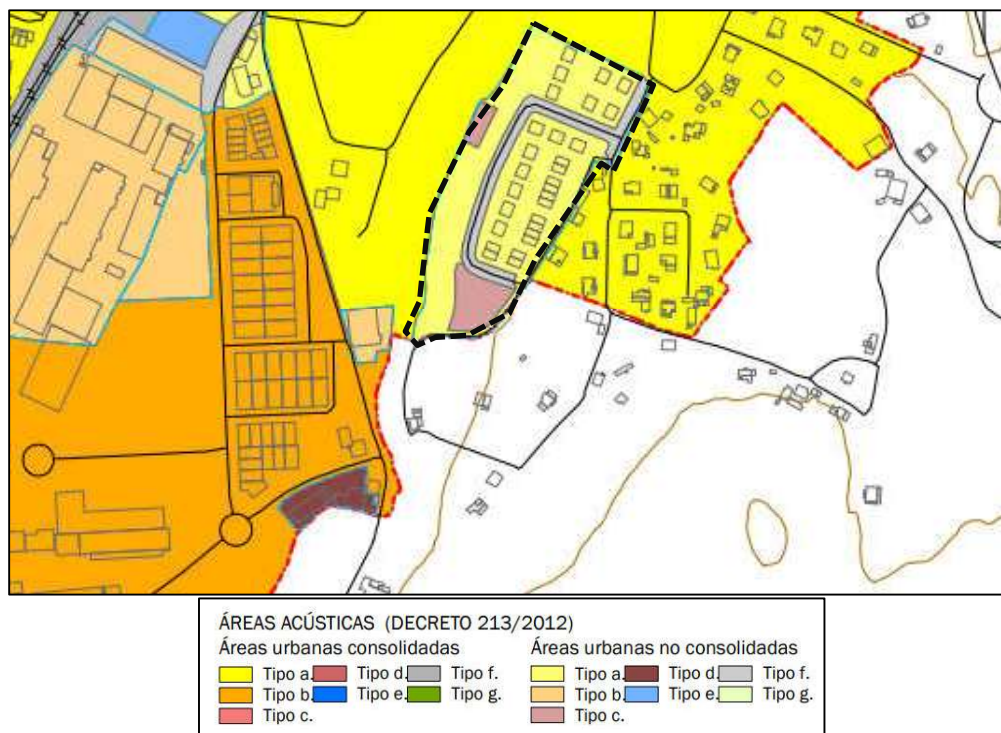 ÁREAS ACÚSTICAS (DECRETO 213/2012)
Áreas urbanas consolidadas
Tipo a. Tipo d. Tipo f.
Tipo b. Tipo e. Tipo g.
Tipo c.
Áreas urbanas no consolidadas
Tipo a. Tipo d. Tipo f.
Tipo b. Tipo e. Tipo g.
Tipo c.